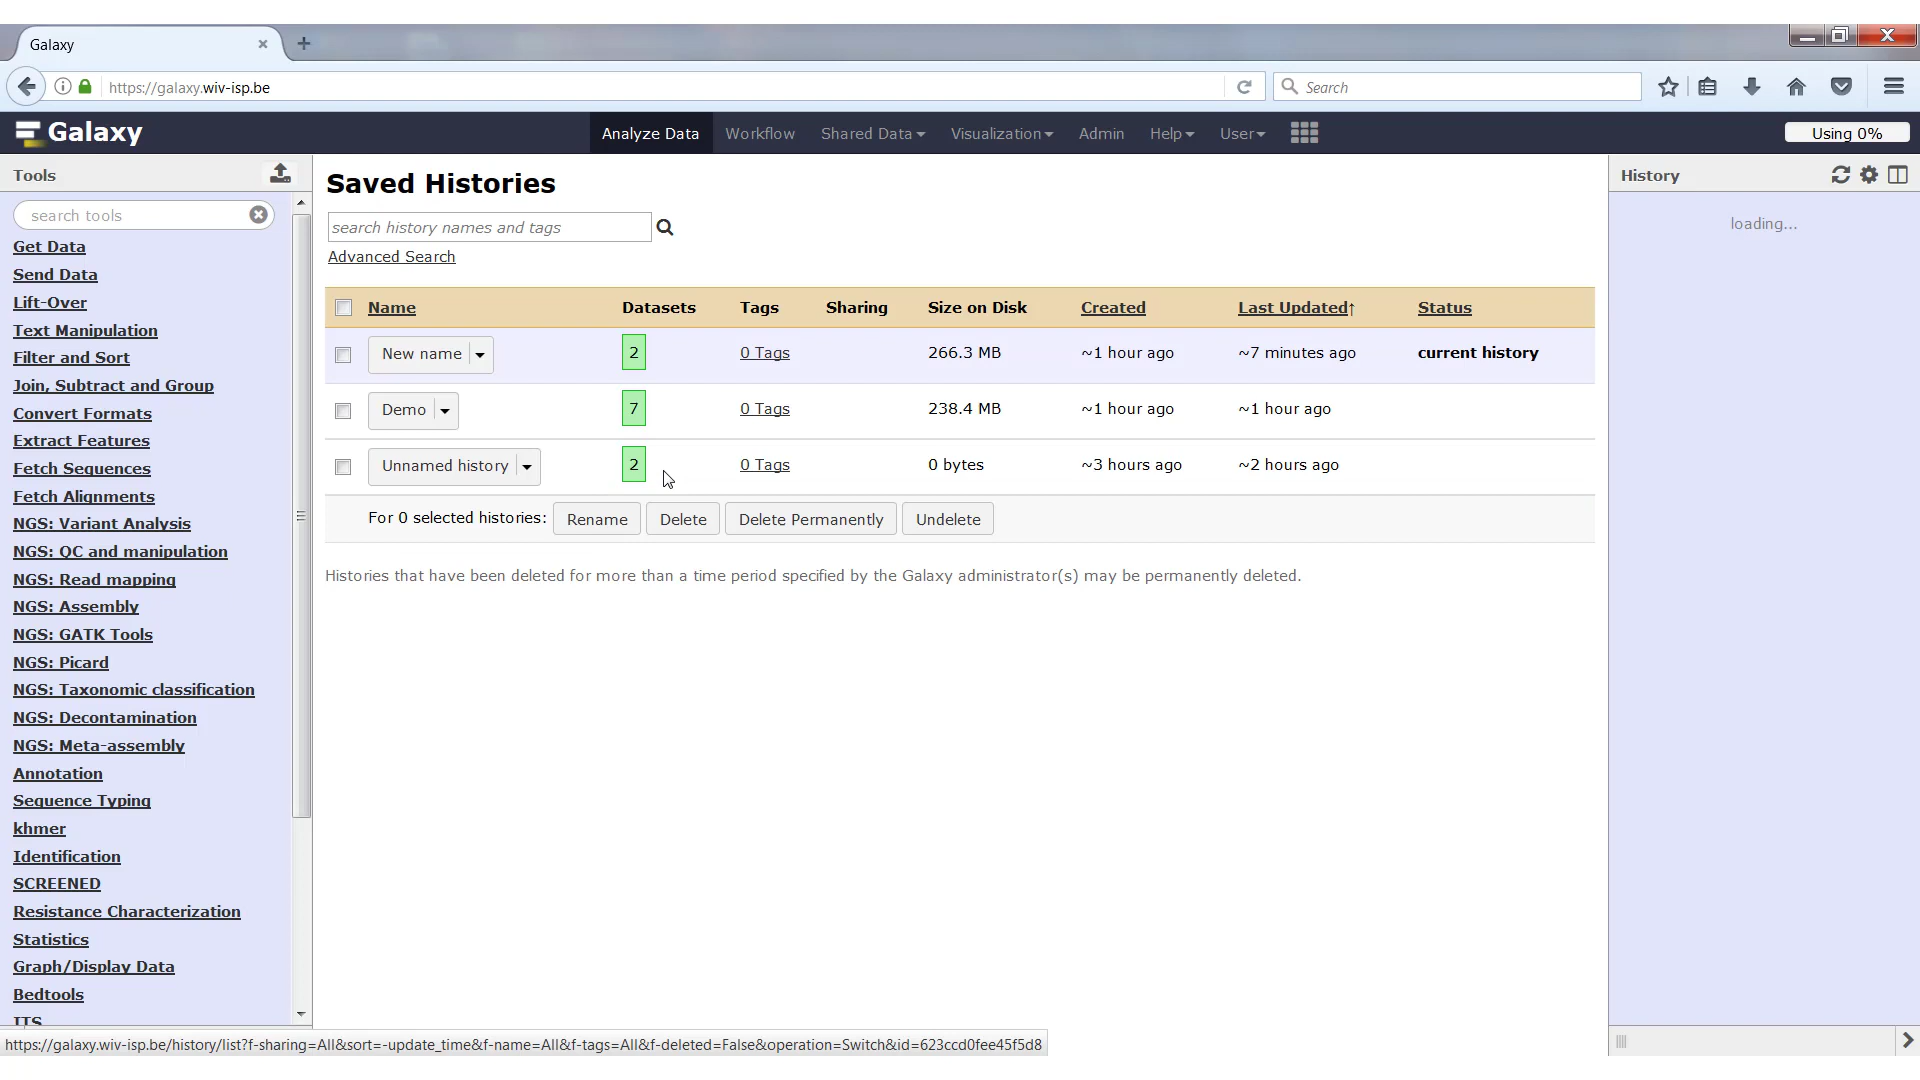 Galaxy
https://galaxy.wiv-isp.be
Search
Galaxy
Analyze Data
Workflow
Shared Data
Visualization
Admin
Help
User
Using 0%
Tools
search tools
Get Data
Send Data
Lift-Over
Text Manipulation
Filter and Sort
Join, Subtract and Group
Convert Formats
Extract Features
Fetch Sequences
Fetch Alignments
NGS: Variant Analysis
NGS: QC and manipulation
NGS: Read mapping
NGS: Assembly
NGS: GATK Tools
NGS: Picard
NGS: Taxonomic classification
NGS: Decontamination
NGS: Meta-assembly
Annotation
Sequence Typing
khmer
Identification
SCREENED
Resistance Characterization
Statistics
Graph/Display Data
Bedtools
ITS
Saved Histories
search history names and tags
Advanced Search
Name Datasets Tags Sharing Size on Disk Created Last Updated↑ Status
New name 2 0 Tags 266.3 MB ~1 hour ago ~7 minutes ago current history
Demo 7 0 Tags 238.4 MB ~1 hour ago ~1 hour ago
Unnamed history 2 0 Tags 0 bytes ~3 hours ago ~2 hours ago
For 0 selected histories: Rename Delete Delete Permanently Undelete
Histories that have been deleted for more than a time period specified by the Galaxy administrator(s) may be permanently deleted.
History
loading...
https://galaxy.wiv-isp.be/history/list?f-sharing=All&sort=-update_time&f-name=All&f-tags=All&f-deleted=False&operation=Switch&id=623ccd0fee45f5d8